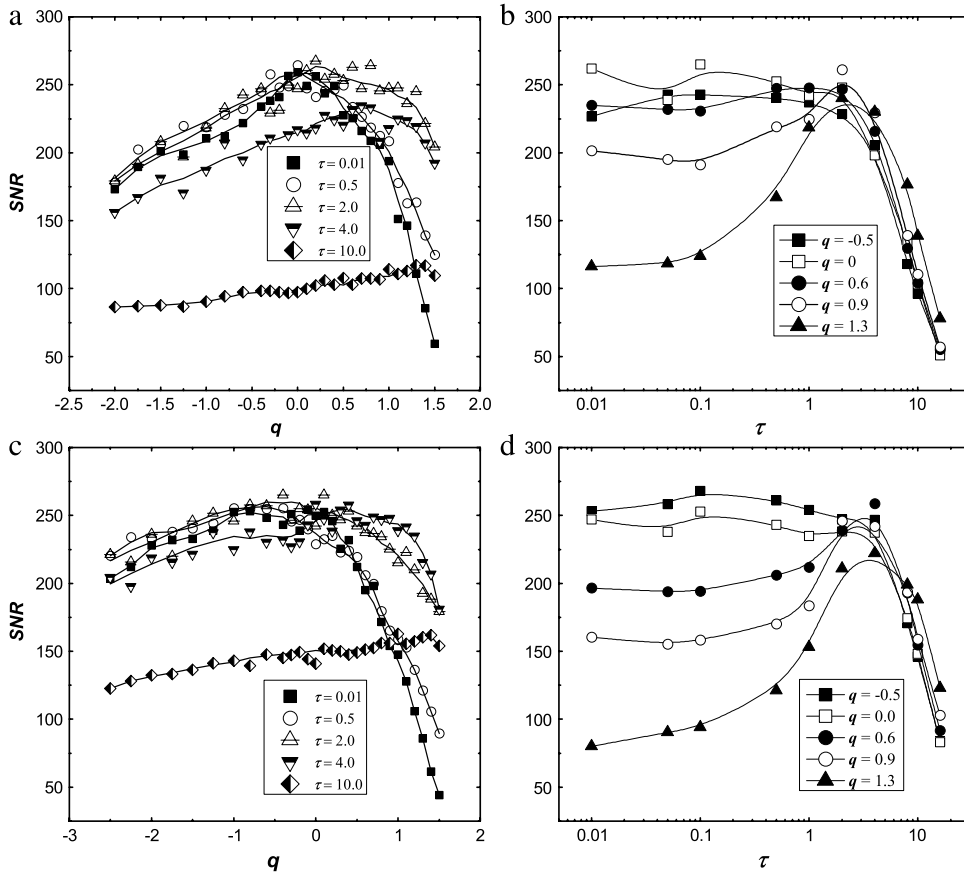 a
300
250
200
150
100
50
SNR
τ = 0.01
τ = 0.5
τ = 2.0
τ = 4.0
τ = 10.0
-2.5 -2.0 -1.5 -1.0 -0.5 0.0 0.5 1.0 1.5 2.0
q
b
300
250
200
150
100
50
q = -0.5
q = 0
q = 0.6
q = 0.9
q = 1.3
0.01 0.1 1 10
τ
c
300
250
200
150
100
50
SNR
τ = 0.01
τ = 0.5
τ = 2.0
τ = 4.0
τ = 10.0
-3 -2 -1 0 1 2
q
d
300
250
200
150
100
50
q = -0.5
q = 0.0
q = 0.6
q = 0.9
q = 1.3
0.01 0.1 1 10
τ